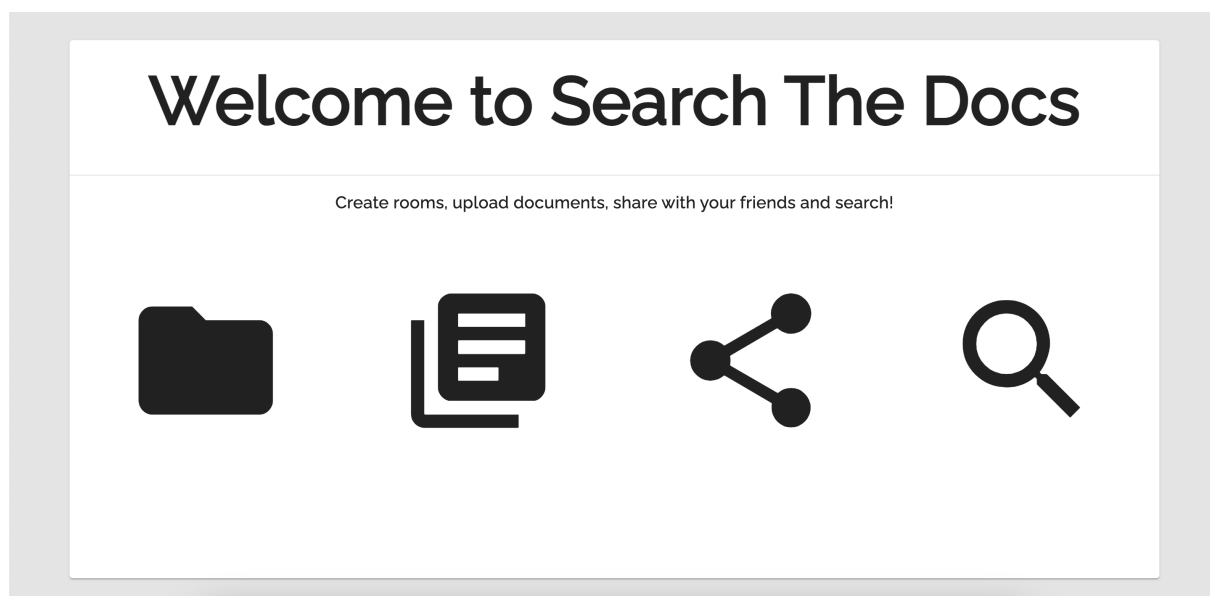 Welcome to Search The Docs
Create rooms, upload documents, share with your friends and search!